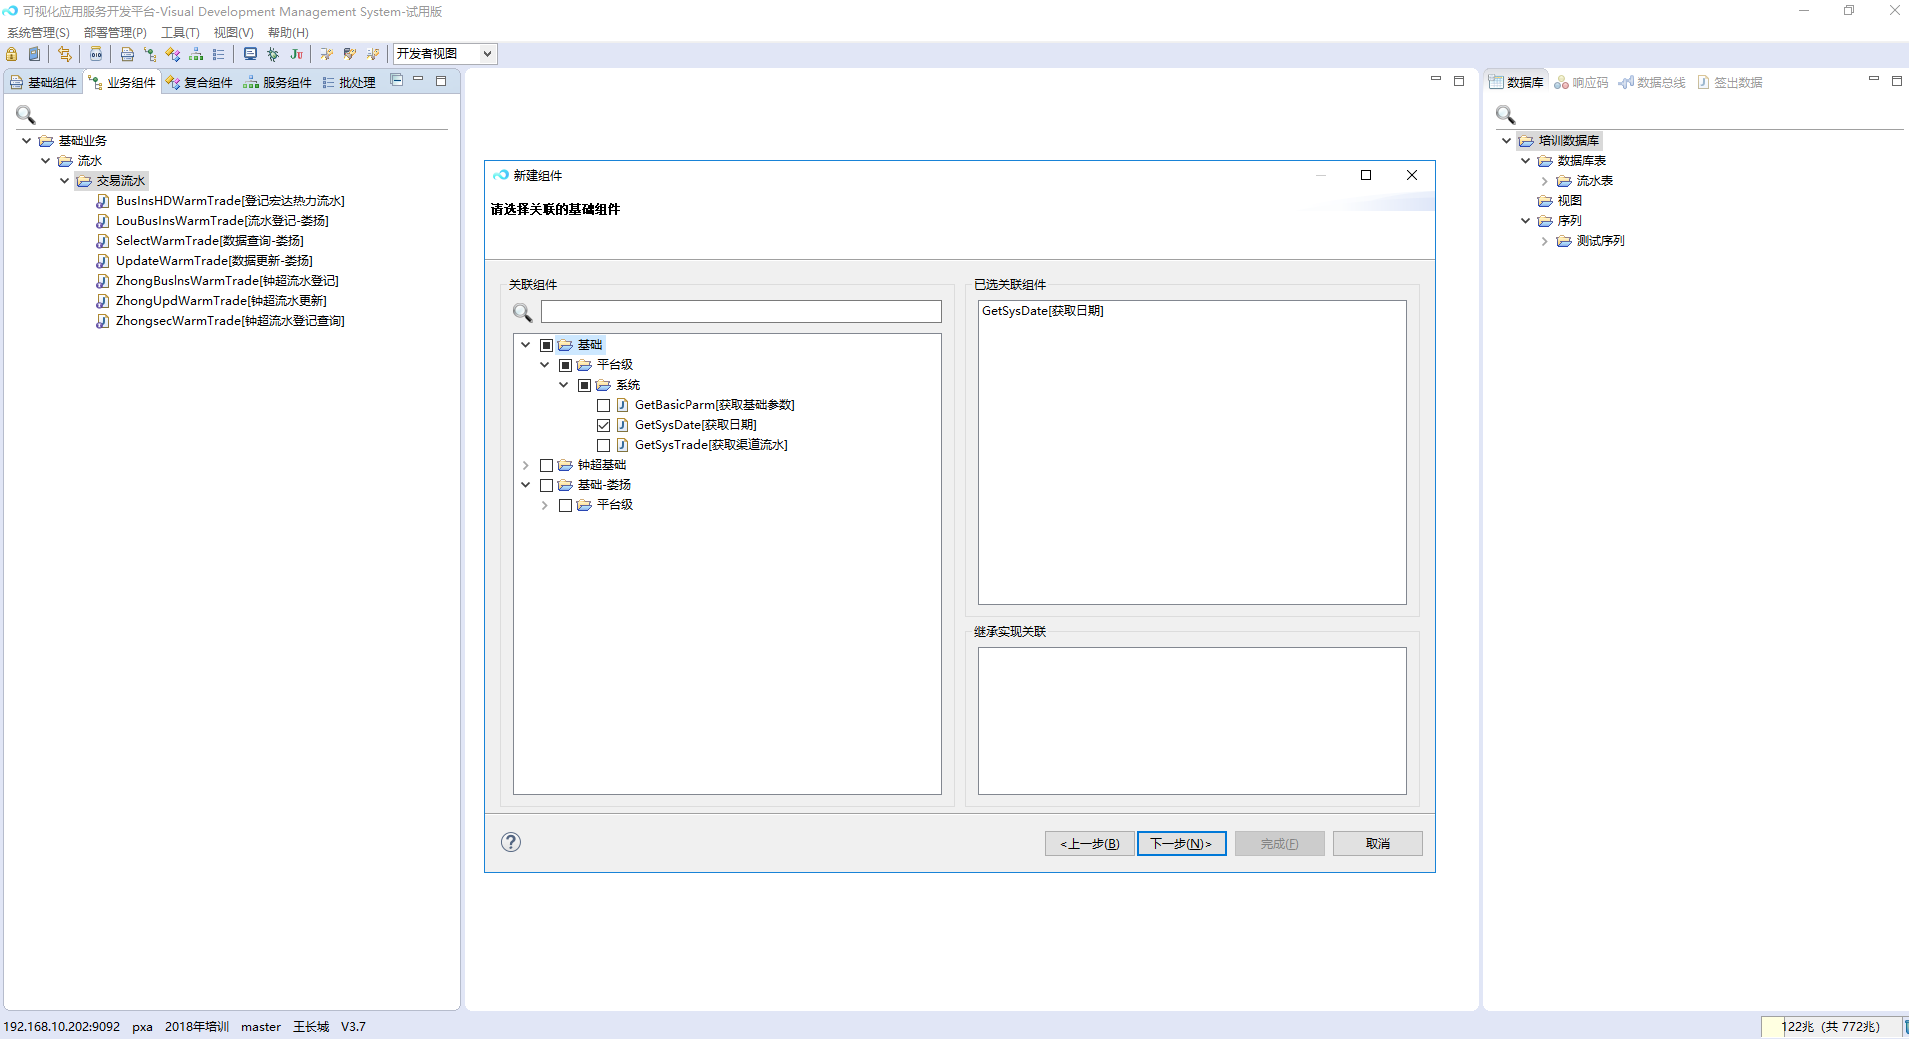 可视化应用服务开发平台-Visual Development Management System-试用版
系统管理(S) 部署管理(P) 工具(T) 视图(V) 帮助(H)
开发者视图
基础组件 业务组件 复合组件 服务组件 批处理
基础业务
流水
交易流水
BusInsHDWarmTrade[登记宏达热力流水]
LouBusInsWarmTrade[流水登记-娄扬]
SelectWarmTrade[数据查询-娄扬]
UpdateWarmTrade[数据更新-娄扬]
ZhongBusInsWarmTrade[钟超流水登记]
ZhongUpdWarmTrade[钟超流水更新]
ZhongsecWarmTrade[钟超流水登记查询]
新建组件
请选择关联的基础组件
关联组件
基础
平台级
系统
GetBasicParm[获取基础参数]
GetSysDate[获取日期]
GetSysTrade[获取渠道流水]
钟超基础
基础-娄扬
平台级
已选关联组件
GetSysDate[获取日期]
继承实现关联
<上一步(B) 下一步(N)> 完成(F) 取消
数据库 响应码 数据总线 签出数据
培训数据库
数据库表
流水表
视图
序列
测试序列
192.168.10.202:9092 pxa 2018年培训 master 王长城 V3.7
122兆 (共 772兆)